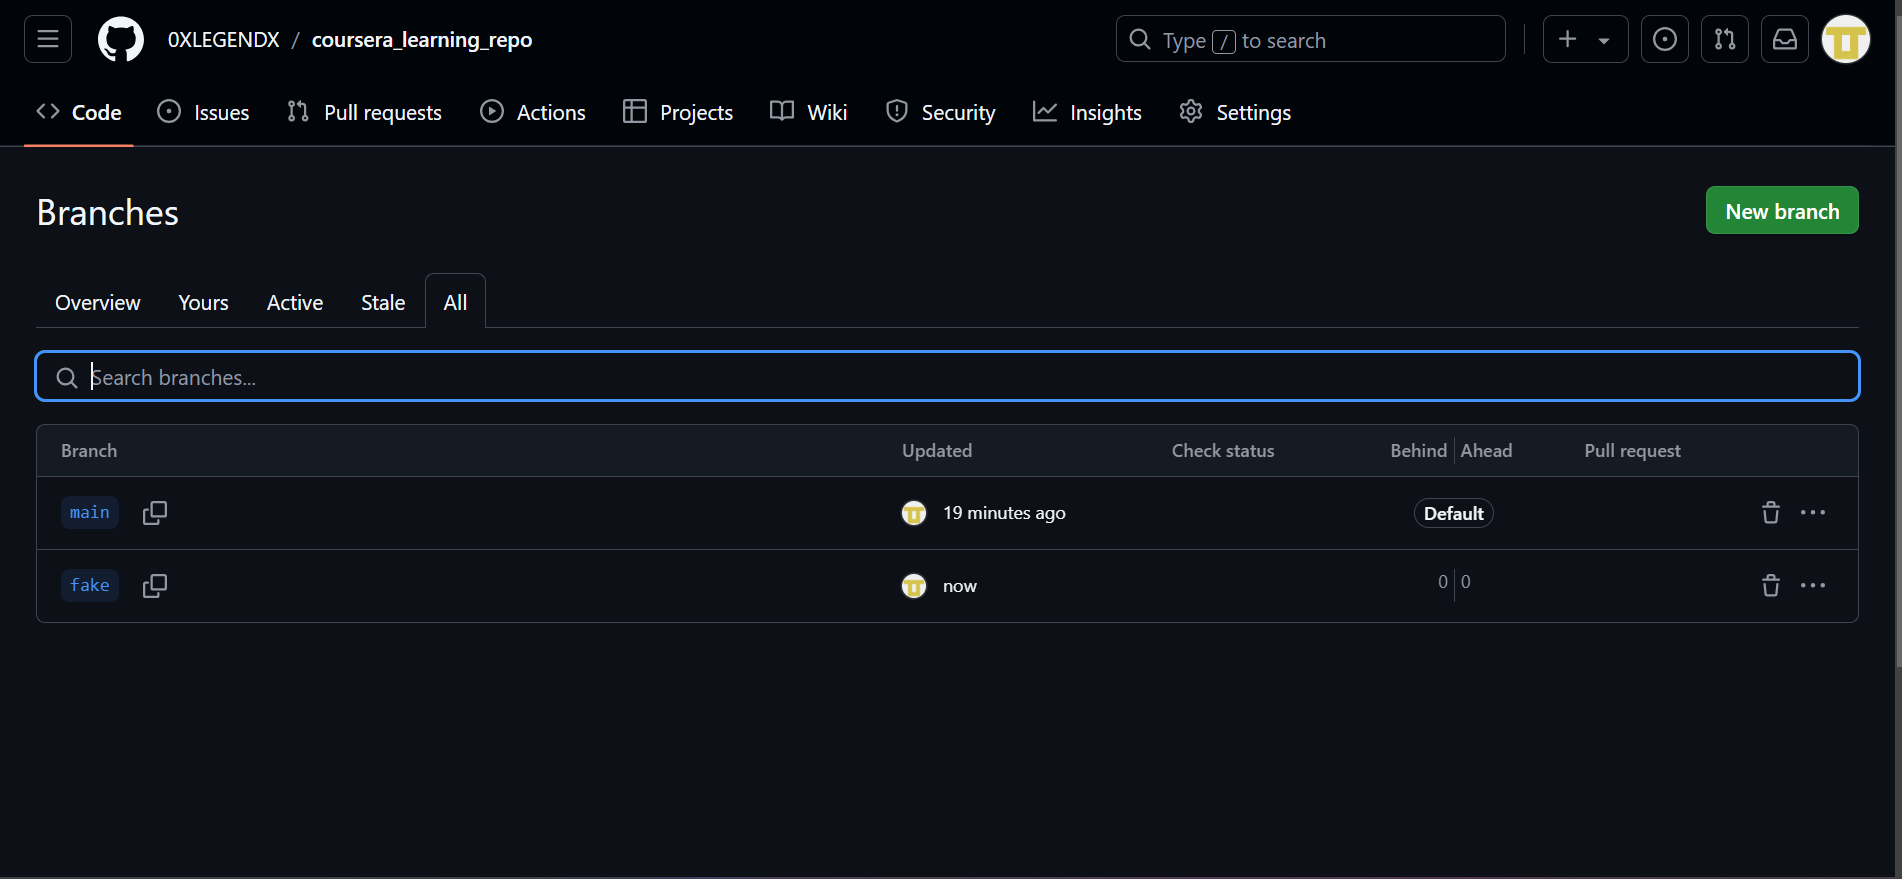 0XLEGENDX / coursera_learning_repo
Type / to search
Code Issues Pull requests Actions Projects Wiki Security Insights Settings
Branches
New branch
Overview Yours Active Stale All
Search branches...
Branch Updated Check status Behind Ahead Pull request
main 19 minutes ago Default
fake now 0 0